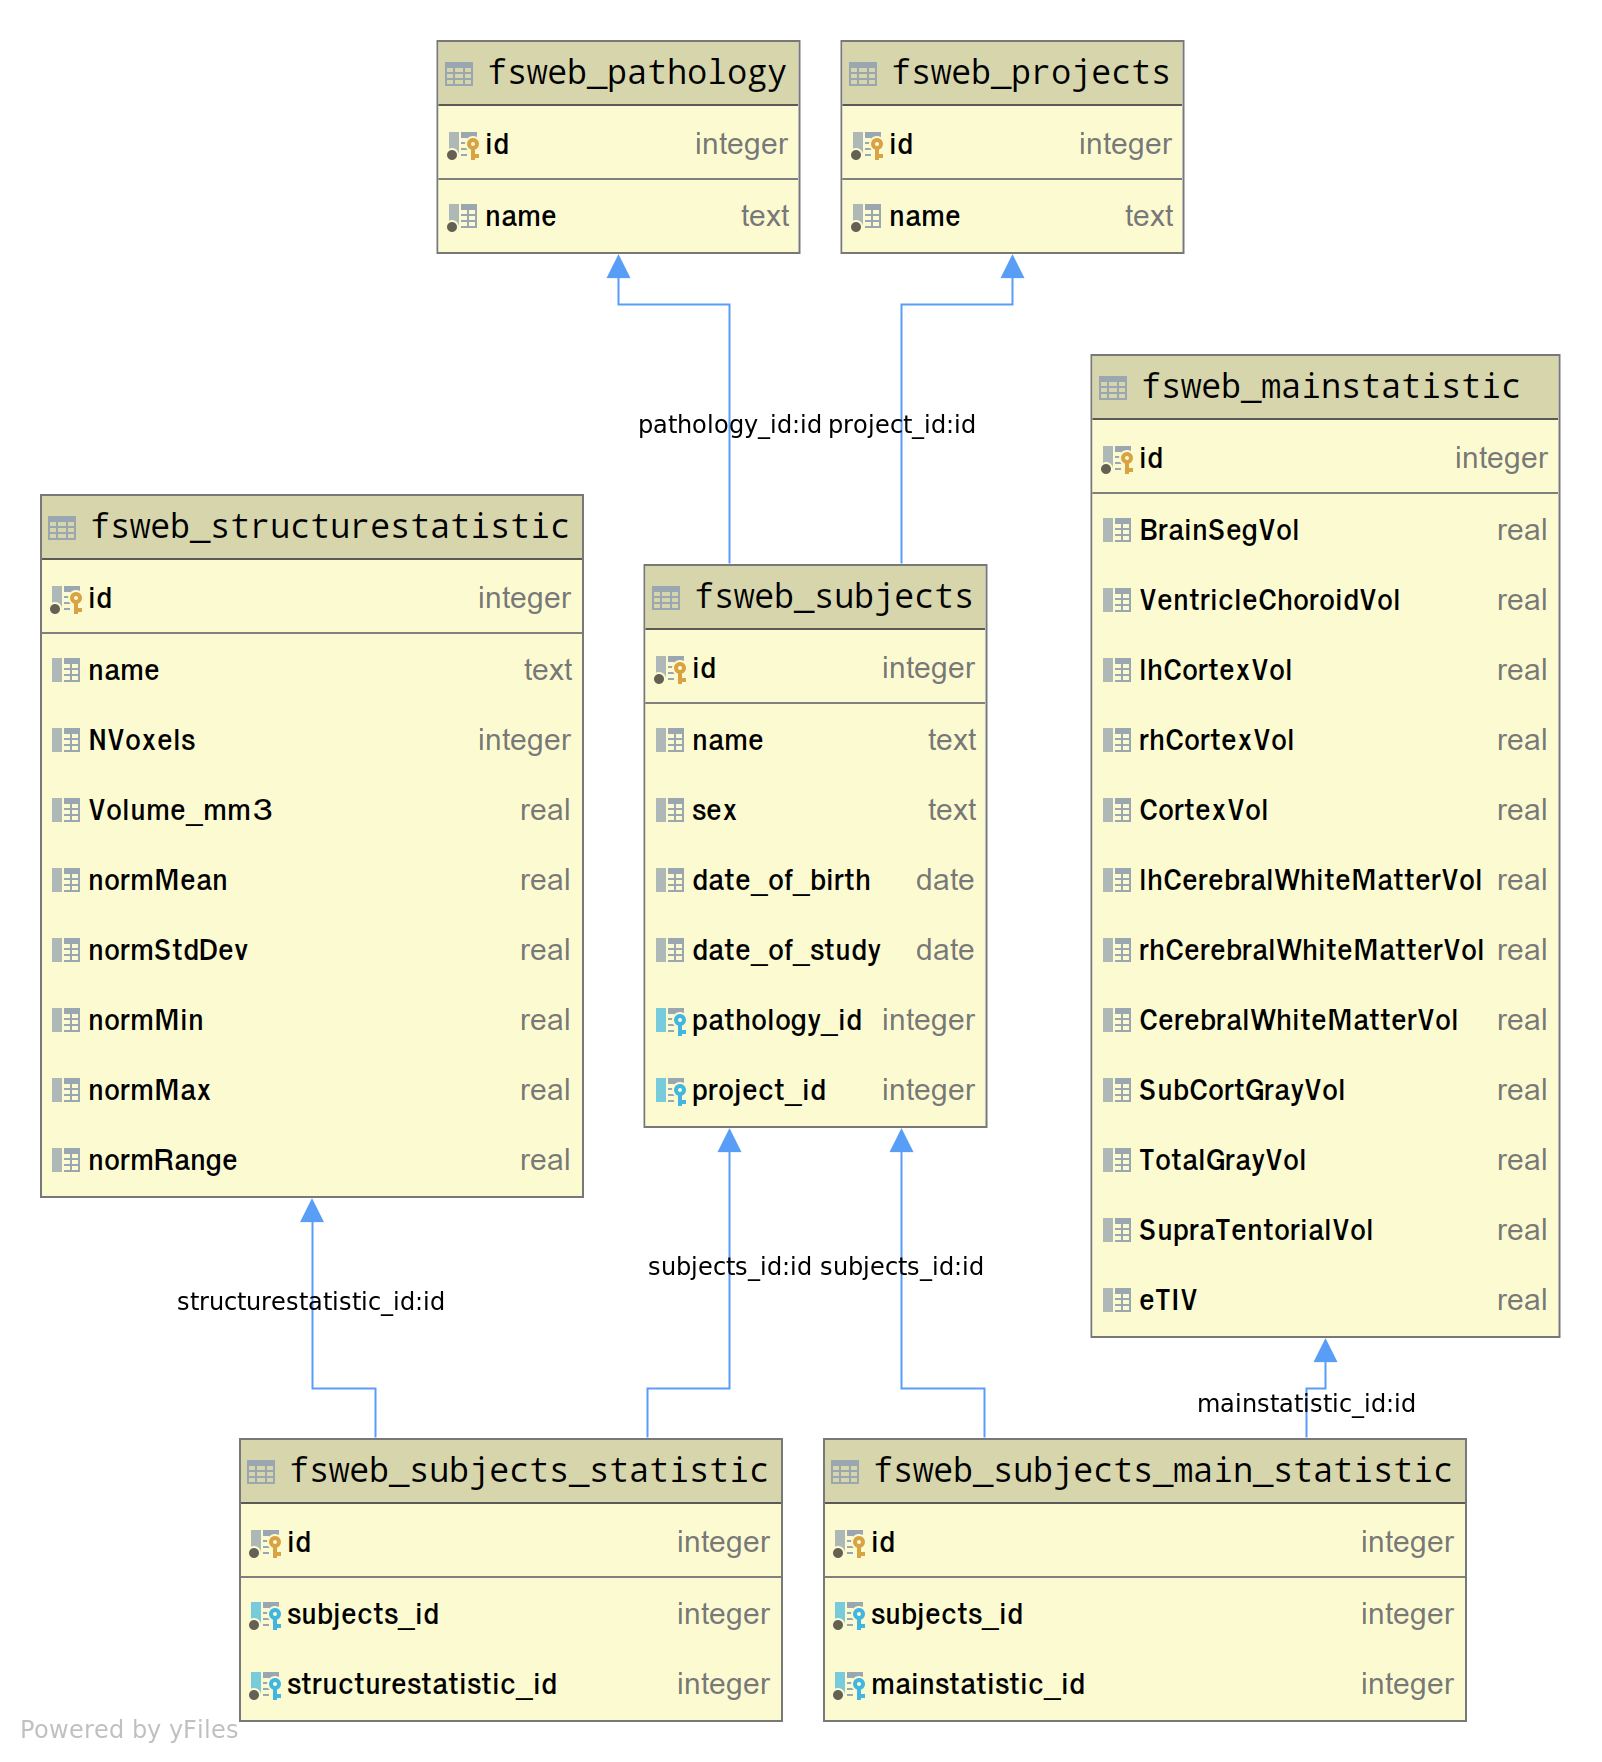 fsweb_pathology
id integer
name text
fsweb_projects
id integer
name text
pathology_id:id
project_id:id
fsweb_structurestatistic
id integer
name text
NVoxels integer
Volume_mm3 real
normMean real
normStdDev real
normMin real
normMax real
normRange real
fsweb_subjects
id integer
name text
sex text
date_of_birth date
date_of_study date
pathology_id integer
project_id integer
fsweb_mainstatistic
id integer
BrainSegVol real
VentricleChoroidVol real
lhCortexVol real
rhCortexVol real
CortexVol real
lhCerebralWhiteMatterVol real
rhCerebralWhiteMatterVol real
CerebralWhiteMatterVol real
SubCortGrayVol real
TotalGrayVol real
SupraTentorialVol real
eTIV real
structurestatistic_id:id
subjects_id:id
subjects_id:id
mainstatistic_id:id
fsweb_subjects_statistic
id integer
subjects_id integer
structurestatistic_id integer
fsweb_subjects_main_statistic
id integer
subjects_id integer
mainstatistic_id integer
Powered by yFiles